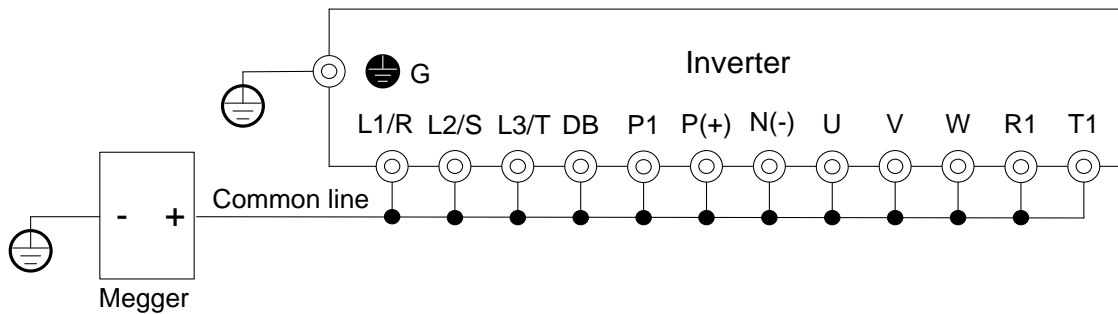 Inverter
G
L1/R L2/S L3/T DB P1 P(+) N(-) U V W R1 T1
Common line
- +
Megger